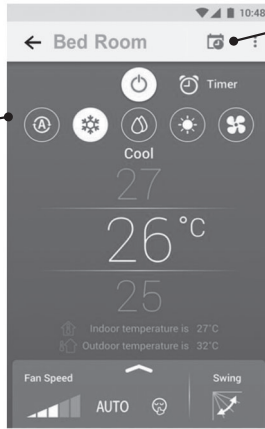 10:48
Bed Room
Timer
A
Cool
27
26°C
25
Indoor temperature is 27°C
Outdoor temperature is 32°C
Fan Speed
Swing
AUTO